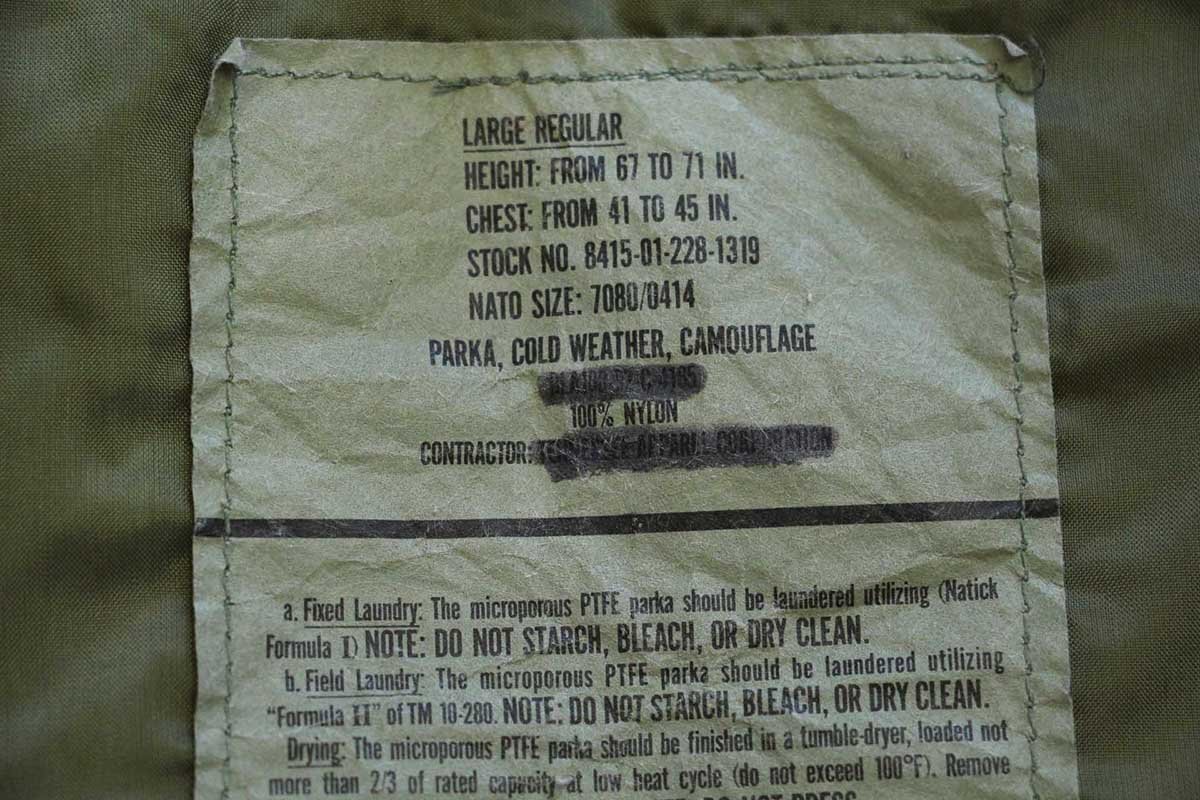 LARGE REGULAR
HEIGHT: FROM 67 TO 71 IN.
CHEST: FROM 41 TO 45 IN.
STOCK NO. 8415-01-228-1319
NATO SIZE: 7080/0414
PARKA, COLD WEATHER, CAMOUFLAGE
100% NYLON
CONTRACTOR: TENNESSEE APPAREL CORPORATION
a. Fixed Laundry: The microporous PTFE parka should be laundered utilizing (Natick
Formula I) NOTE: DO NOT STARCH, BLEACH, OR DRY CLEAN.
b. Field Laundry: The microporous PTFE parka should be laundered utilizing
"Formula II" of TM 10-280. NOTE: DO NOT STARCH, BLEACH, OR DRY CLEAN.
Drying: The microporous PTFE parka should be finished in a tumble-dryer, loaded not
more than 2/3 of rated capacity at low heat cycle (do not exceed 100°F). Remove